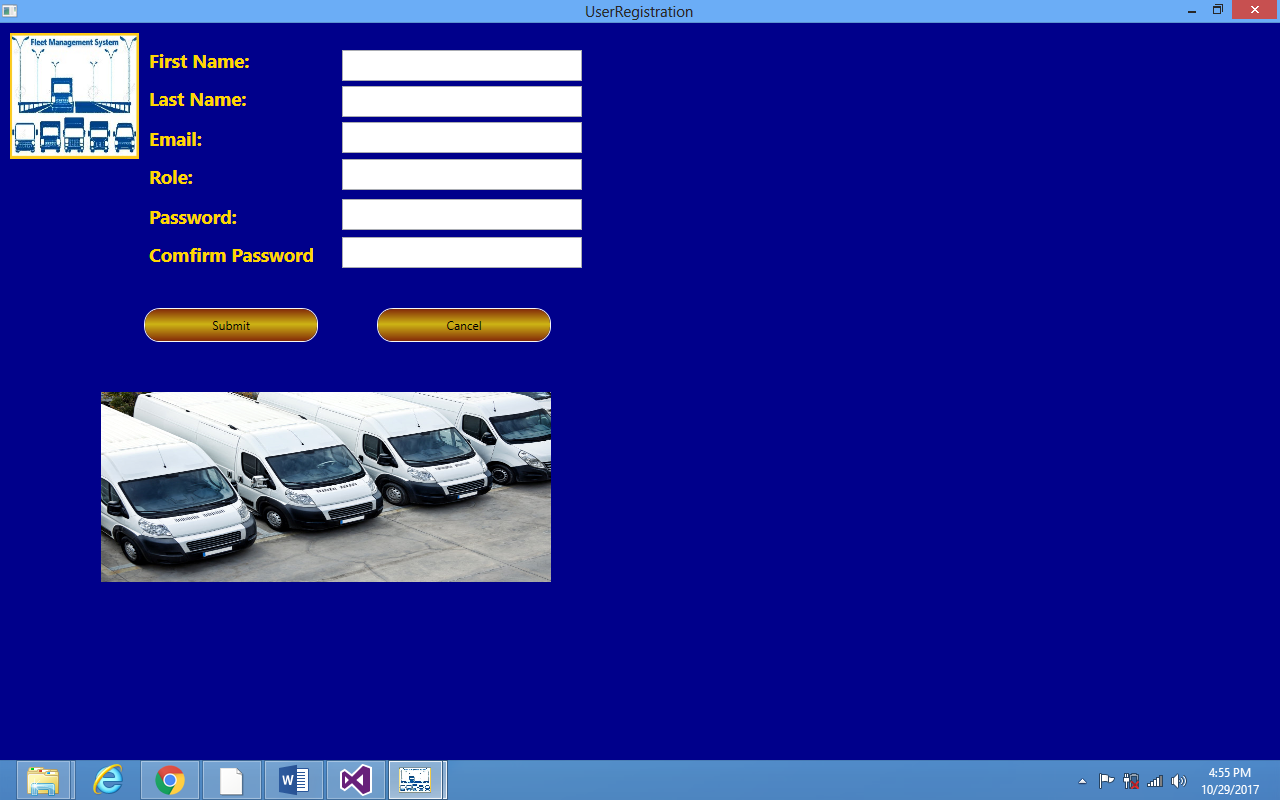 UserRegistration
Fleet Management System
First Name:
Last Name:
Email:
Role:
Password:
Comfirm Password
Submit
Cancel
4:55 PM
10/29/2017